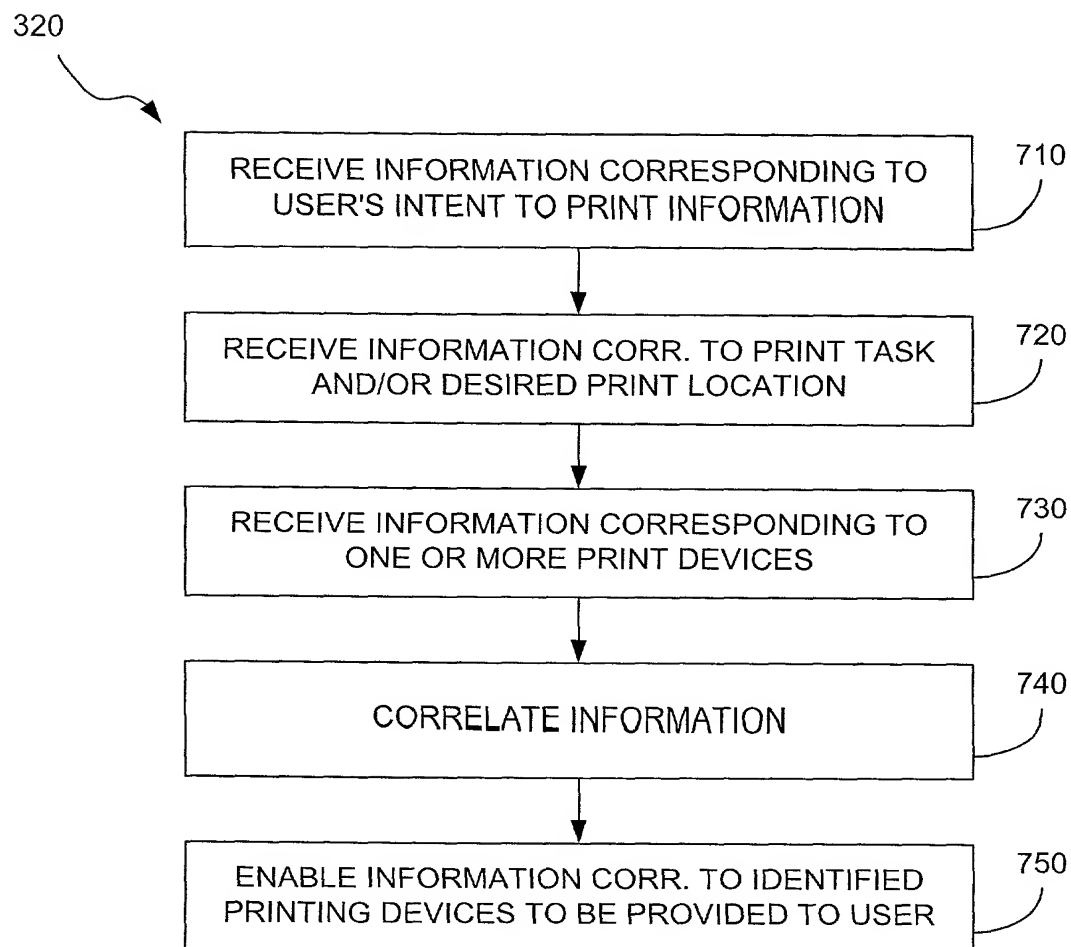 320
RECEIVE INFORMATION CORRESPONDING TO
USER'S INTENT TO PRINT INFORMATION
710
RECEIVE INFORMATION CORR. TO PRINT TASK
AND/OR DESIRED PRINT LOCATION
720
RECEIVE INFORMATION CORRESPONDING TO
ONE OR MORE PRINT DEVICES
730
CORRELATE INFORMATION
740
ENABLE INFORMATION CORR. TO IDENTIFIED
PRINTING DEVICES TO BE PROVIDED TO USER
750